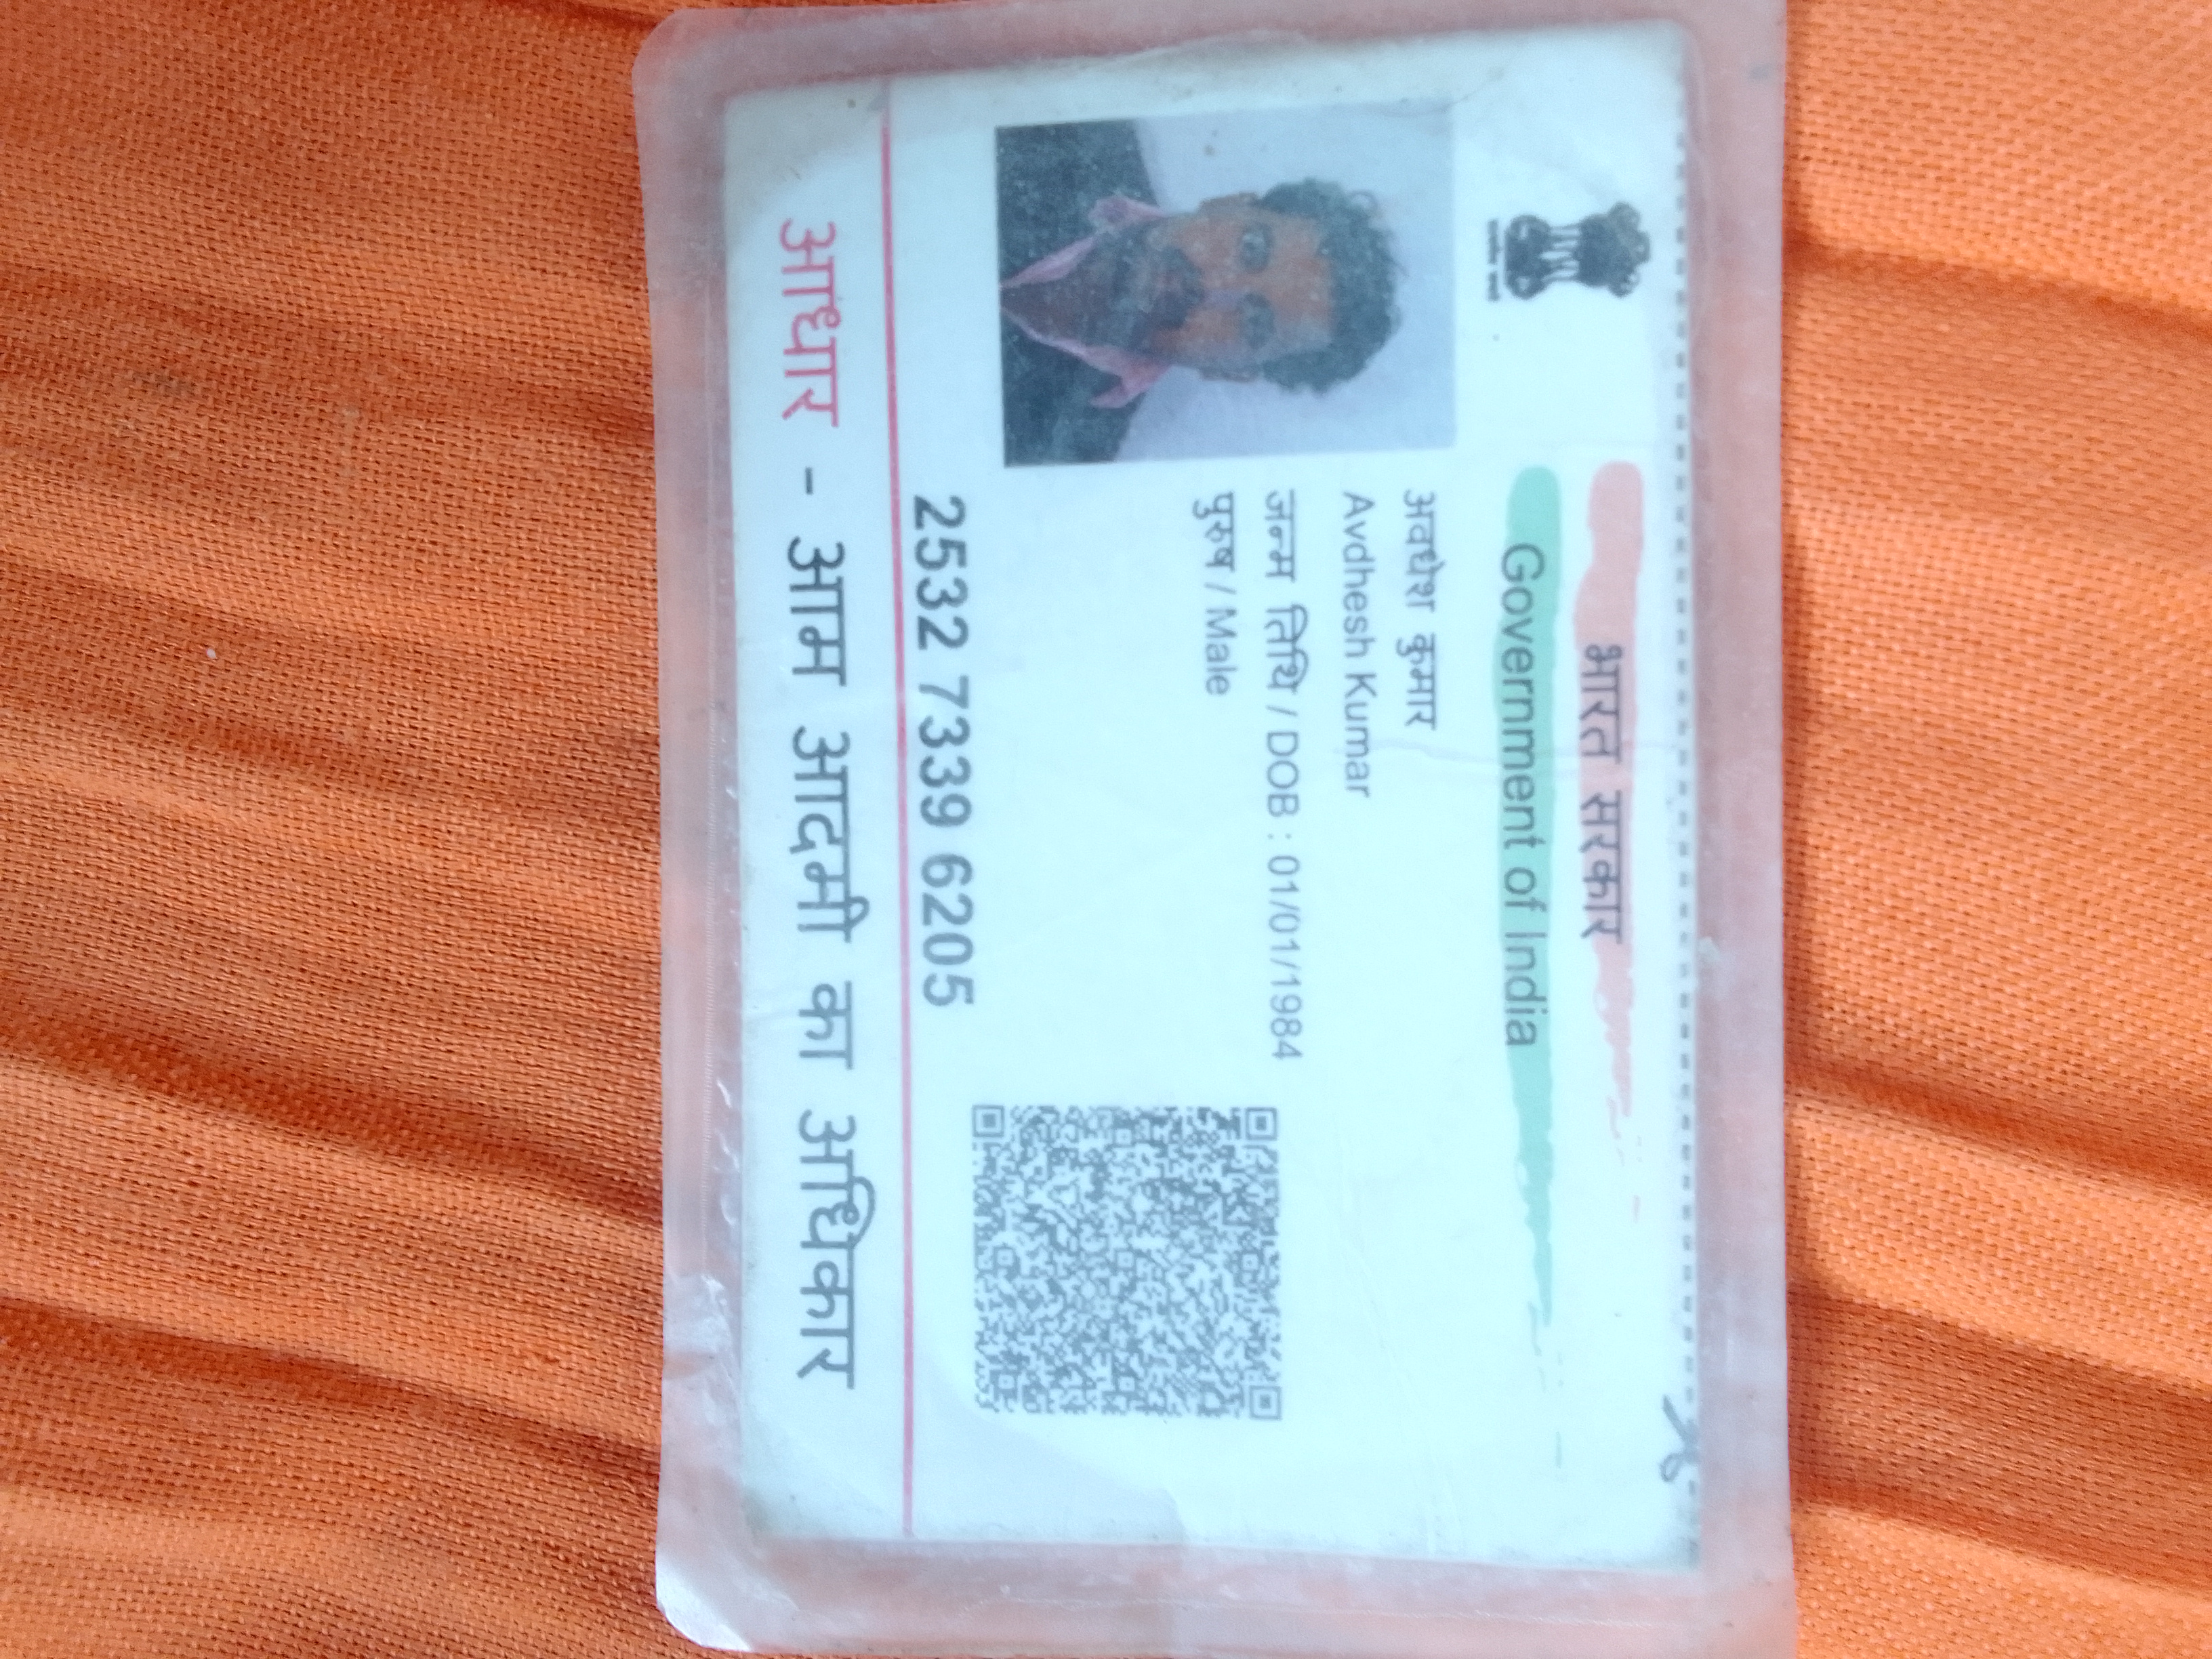 भारत सरकार
Government of India
अवधेश कुमार
Avdhesh Kumar
जन्म तिथि / DOB : 01/01/1984
पुरुष / Male
2532 7339 6205
आधार - आम आदमी का अधिकार